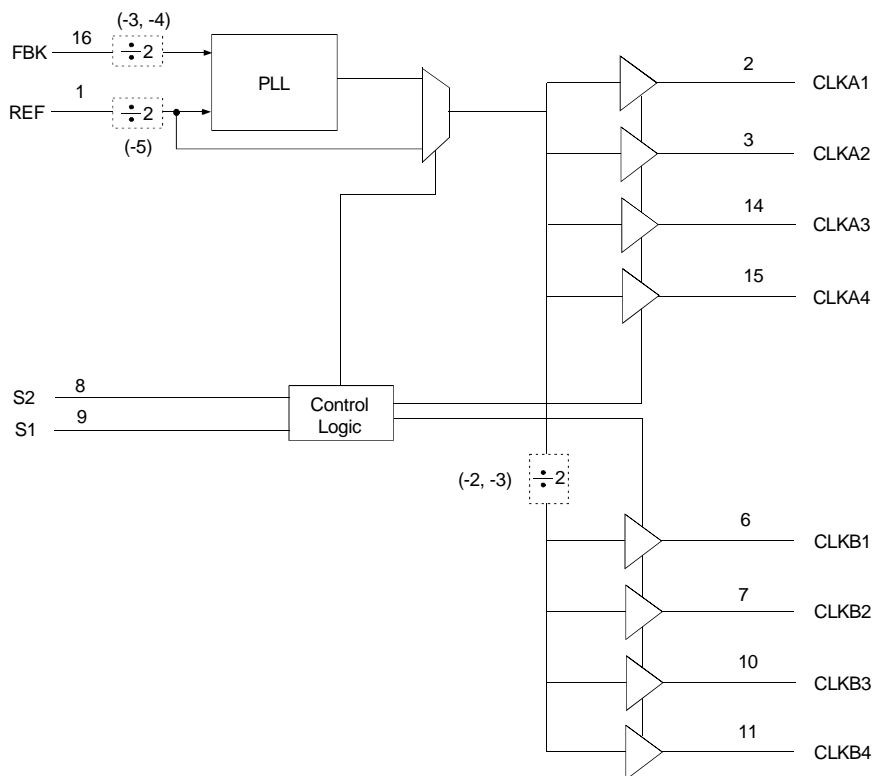 (-3, -4)
FBK 16 ÷2
PLL
REF 1 ÷2
(-5)
2 CLKA1
3 CLKA2
14 CLKA3
15 CLKA4
S2 8
S1 9
Control
Logic
(-2, -3) ÷2
6 CLKB1
7 CLKB2
10 CLKB3
11 CLKB4